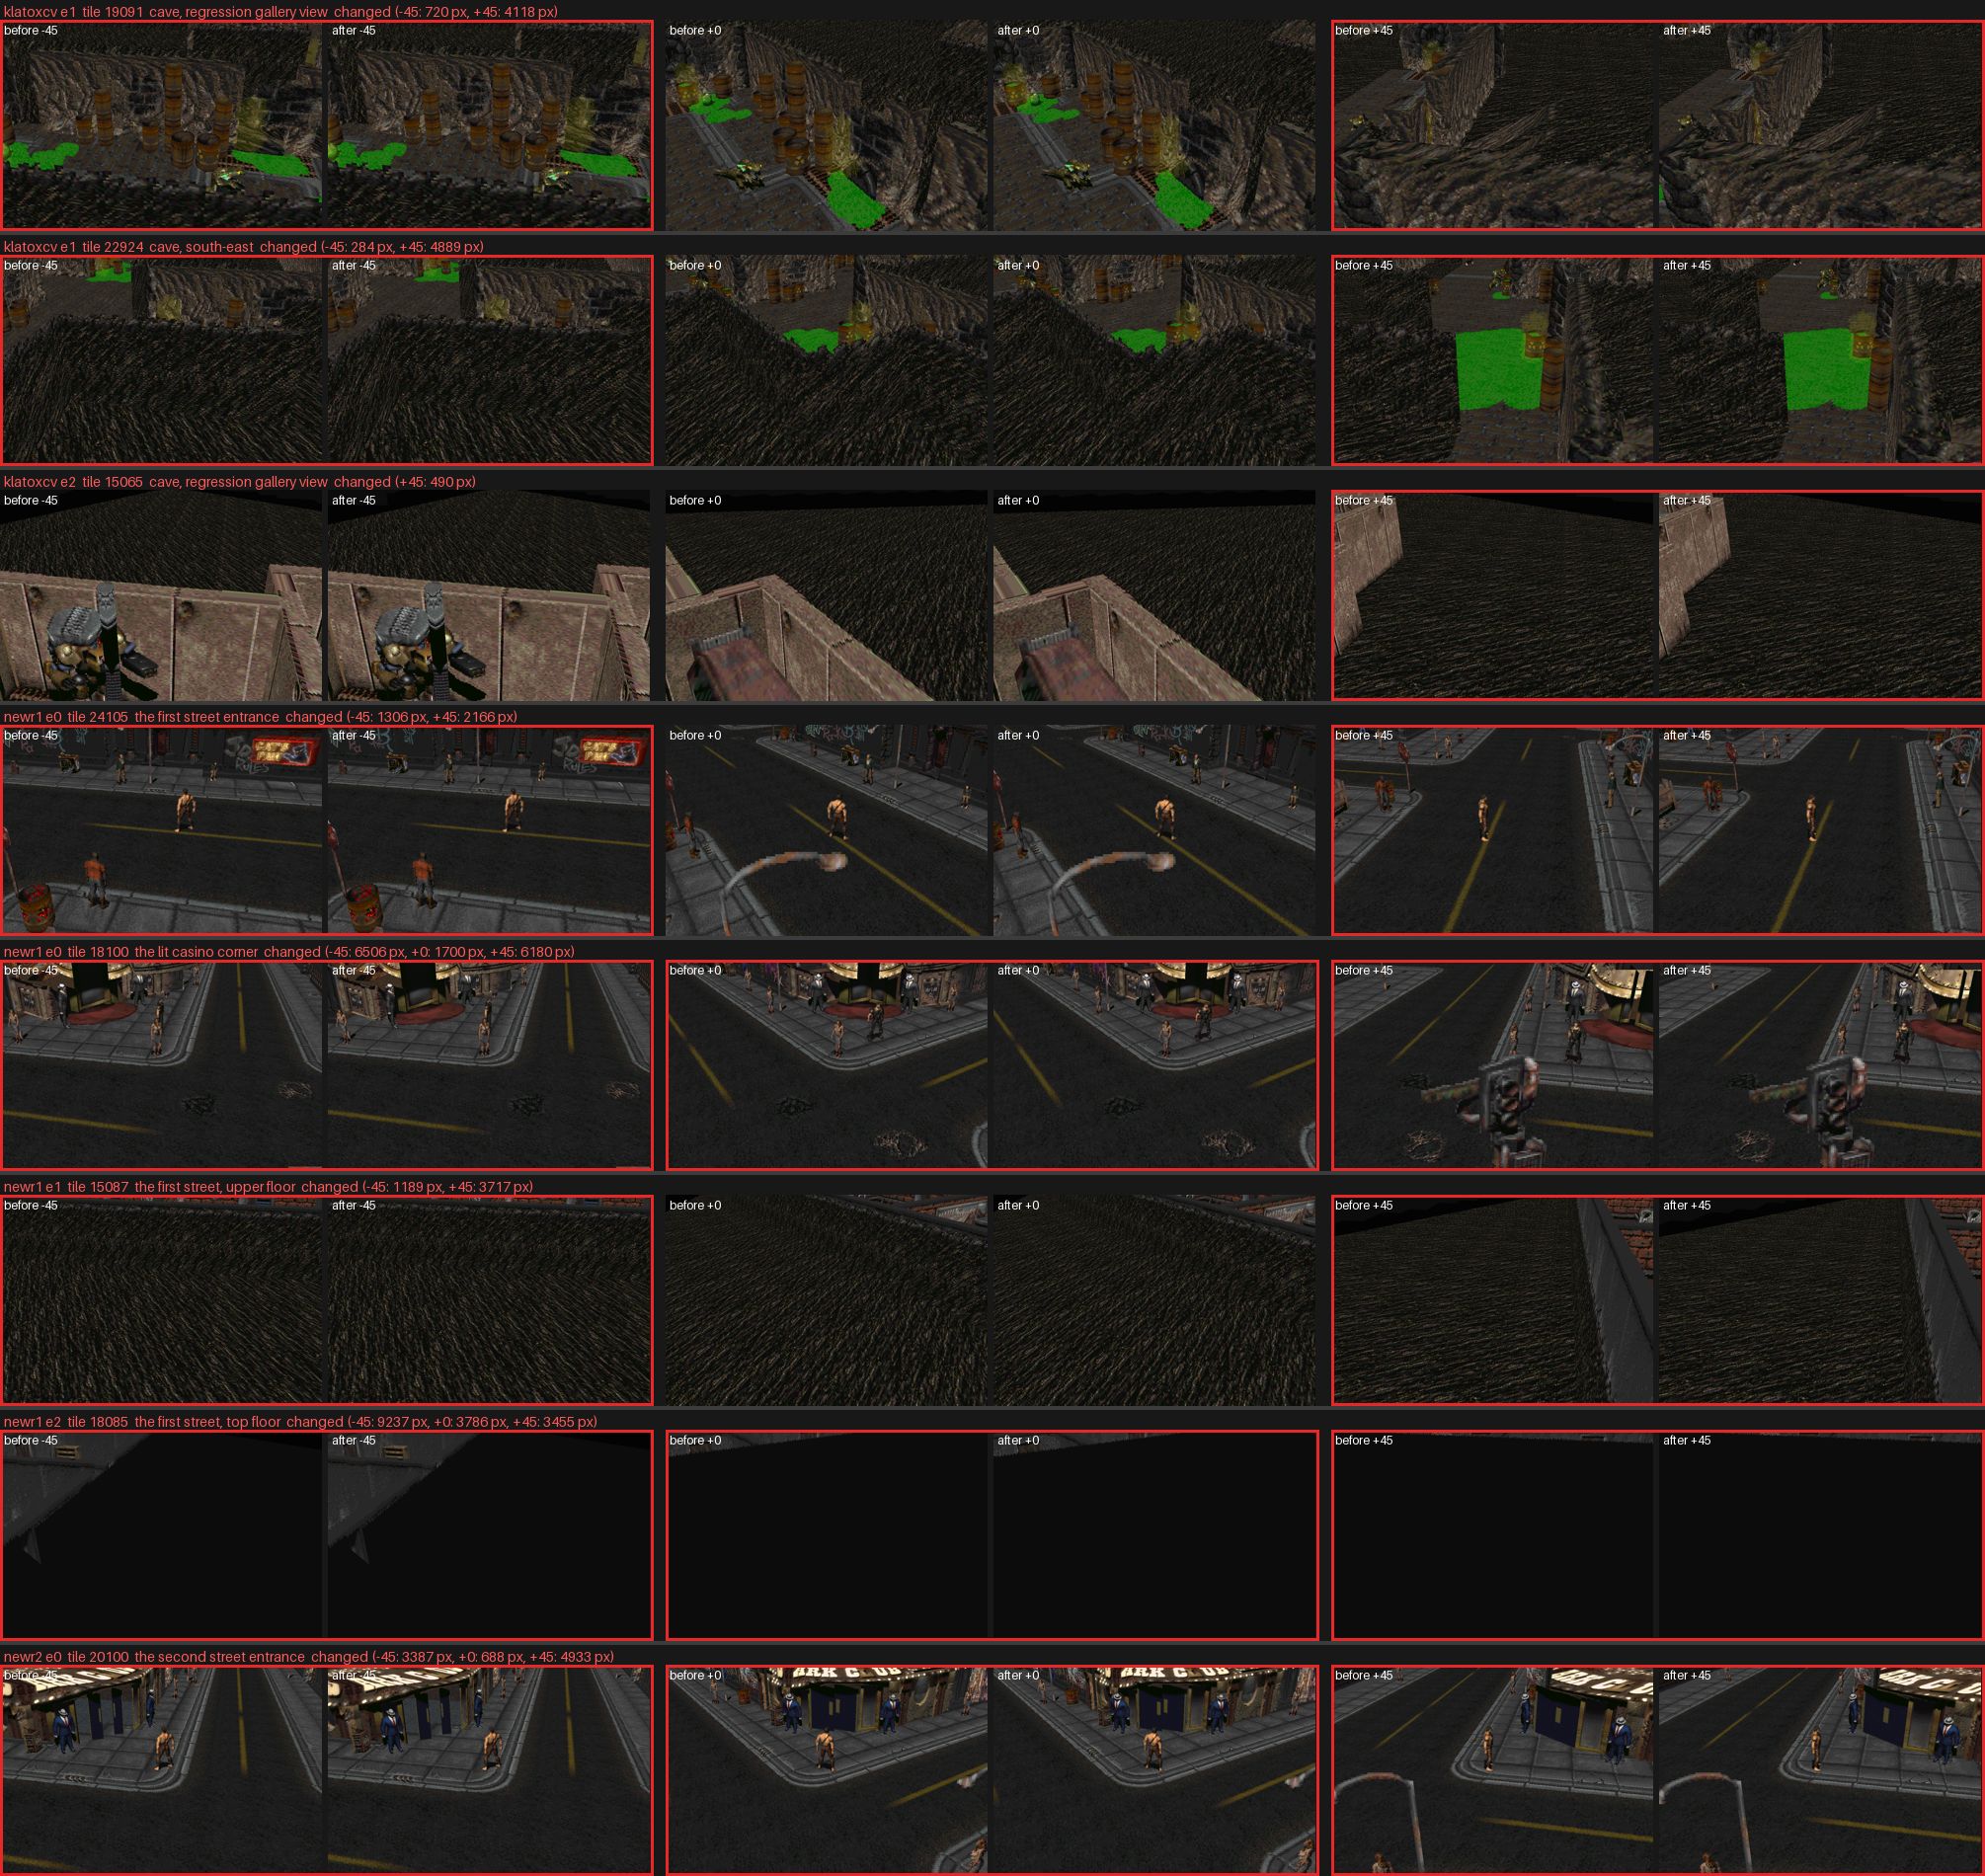 klatoxcv e1 tile 19091 cave, regression gallery view changed (-45: 720 px, +45: 4118 px)
before -45 after -45 before +0 after +0 before +45 after +45
klatoxcv e1 tile 22924 cave, south-east changed (-45: 284 px, +45: 4889 px)
before -45 after -45 before +0 after +0 before +45 after +45
klatoxcv e2 tile 15065 cave, regression gallery view changed (+45: 490 px)
before -45 after -45 before +0 after +0 before +45 after +45
newr1 e0 tile 24105 the first street entrance changed (-45: 1306 px, +45: 2166 px)
before -45 after -45 before +0 after +0 before +45 after +45
newr1 e0 tile 18100 the lit casino corner changed (-45: 6506 px, +0: 1700 px, +45: 6180 px)
before -45 after -45 before +0 after +0 before +45 after +45
newr1 e1 tile 15087 the first street, upper floor changed (-45: 1189 px, +45: 3717 px)
before -45 after -45 before +0 after +0 before +45 after +45
newr1 e2 tile 18085 the first street, top floor changed (-45: 9237 px, +0: 3786 px, +45: 3455 px)
before -45 after -45 before +0 after +0 before +45 after +45
newr2 e0 tile 20100 the second street entrance changed (-45: 3387 px, +0: 688 px, +45: 4933 px)
before -45 after -45 before +0 after +0 before +45 after +45